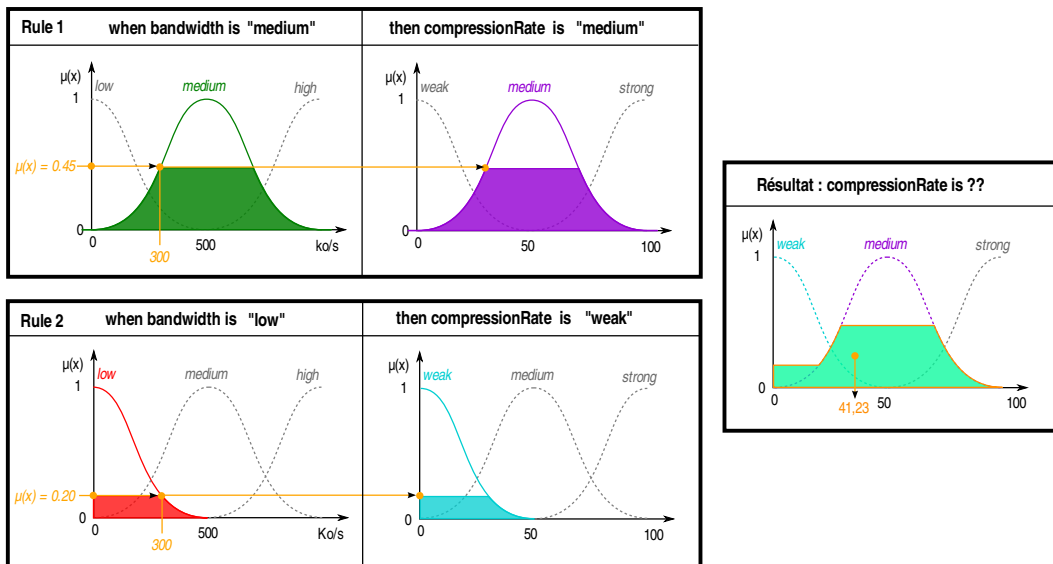 Rule 1
when bandwidth is "medium"
then compressionRate is "medium"
μ(x)
low
medium
high
1
μ(x) = 0.45
0
0
300
500
ko/s
μ(x)
weak
medium
strong
1
0
0
50
100
Rule 2
when bandwidth is "low"
then compressionRate is "weak"
μ(x)
low
medium
high
1
μ(x) = 0.20
0
0
300
500
Ko/s
μ(x)
weak
medium
strong
1
0
0
50
100
Résultat : compressionRate is ??
μ(x)
weak
medium
strong
1
0
0
41,23
50
100